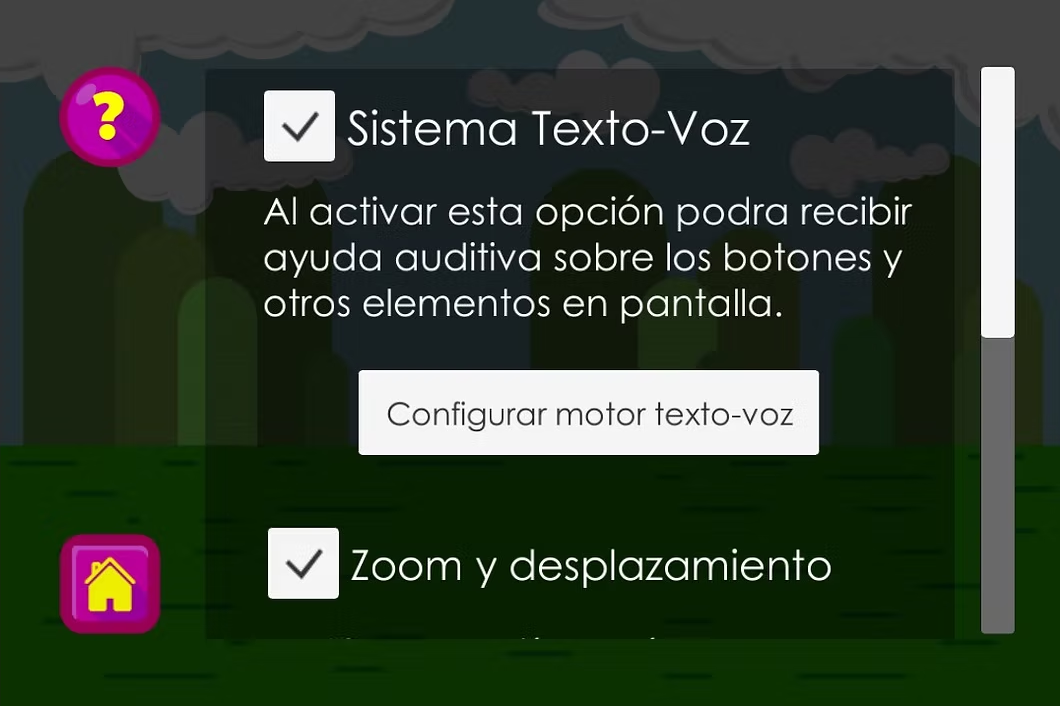 ?
Sistema Texto-Voz
Al activar esta opción podra recibir
ayuda auditiva sobre los botones y
otros elementos en pantalla.
Configurar motor texto-voz
Zoom y desplazamiento